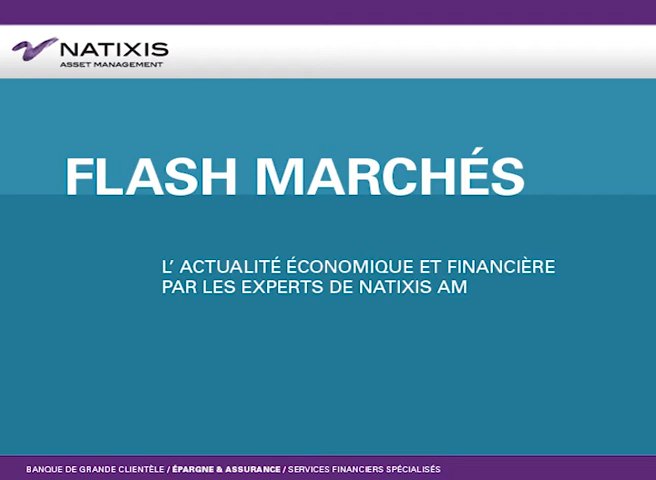 NATIXIS
ASSET MANAGEMENT
FLASH MARCHÉS
L’ ACTUALITÉ ÉCONOMIQUE ET FINANCIÈRE
PAR LES EXPERTS DE NATIXIS AM
BANQUE DE GRANDE CLIENTÈLE / ÉPARGNE & ASSURANCE / SERVICES FINANCIERS SPÉCIALISÉS